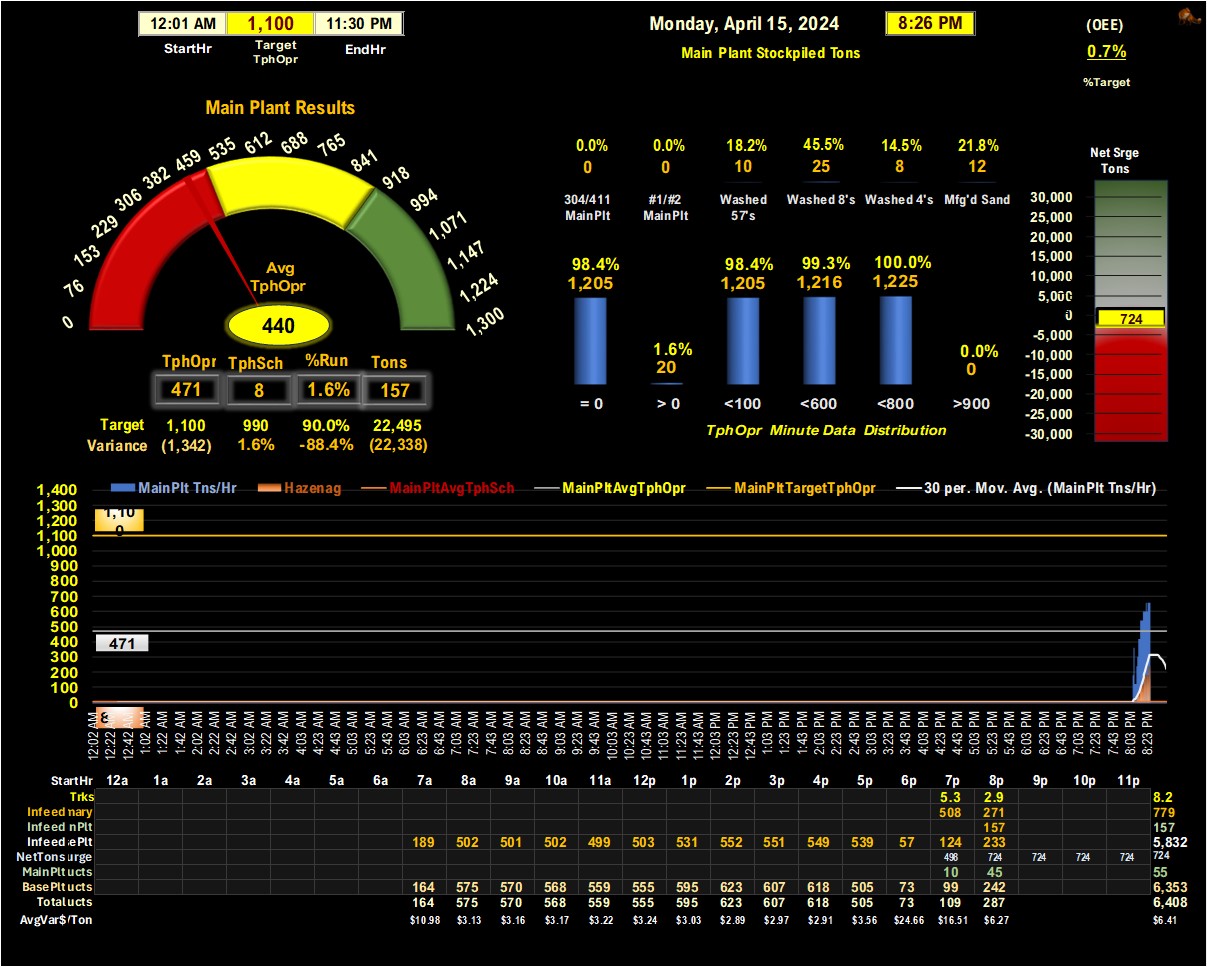 12:01 AM 1,100 11:30 PM
StartHr Target TphOpr EndHr
Monday, April 15, 2024 8:26 PM
Main Plant Stockpiled Tons
(OEE)
0.7%
%Target
Main Plant Results
0 76 153 229 306 382 459 535 612 688 765 841 918 994 1,071 1,147 1,224 1,300
Avg
TphOpr
440
TphOpr TphSch %Run Tons
471 8 1.6% 157
Target 1,100 990 90.0% 22,495
Variance (1,342) 1.6% -88.4% (22,338)
0.0% 0.0% 18.2% 45.5% 14.5% 21.8%
0 0 10 25 8 12
304/411 MainPlt #1/#2 MainPlt Washed 57's Washed 8's Washed 4's Mfg'd Sand
98.4% 1.6% 98.4% 99.3% 100.0% 0.0%
1,205 20 1,205 1,216 1,225 0
= 0 > 0 <100 <600 <800 >900
TphOpr Minute Data Distribution
Net Srge
Tons
30,000
25,000
20,000
15,000
10,000
5,000
0
724
-5,000
-10,000
-15,000
-20,000
-25,000
-30,000
MainPlt Tns/Hr Hazenag MainPltAvgTphSch MainPltAvgTphOpr MainPltTargetTphOpr 30 per. Mov. Avg. (MainPlt Tns/Hr)
1,400
1,300
1,200
1,100
1,000
900
800
700
600
500
400
300
200
100
0
1,100
471
8
12:02 AM 12:22 AM 12:42 AM 1:02 AM 1:22 AM 1:42 AM 2:02 AM 2:22 AM 2:42 AM 3:02 AM 3:22 AM 3:42 AM 4:03 AM 4:23 AM 4:43 AM 5:03 AM 5:23 AM 5:43 AM 6:03 AM 6:23 AM 6:43 AM 7:03 AM 7:23 AM 7:43 AM 8:03 AM 8:23 AM 8:43 AM 9:03 AM 9:23 AM 9:43 AM 10:03 AM 10:23 AM 10:43 AM 11:03 AM 11:23 AM 11:43 AM 12:03 PM 12:23 PM 12:43 PM 1:03 PM 1:23 PM 1:43 PM 2:03 PM 2:23 PM 2:43 PM 3:03 PM 3:23 PM 3:43 PM 4:03 PM 4:23 PM 4:43 PM 5:03 PM 5:23 PM 5:43 PM 6:03 PM 6:23 PM 6:43 PM 7:03 PM 7:23 PM 7:43 PM 8:03 PM 8:23 PM
StartHr 12a 1a 2a 3a 4a 5a 6a 7a 8a 9a 10a 11a 12p 1p 2p 3p 4p 5p 6p 7p 8p 9p 10p 11p
Trks 5.3 2.9 8.2
Infeed mary 508 271 779
Infeed nPlt 157 157
Infeed ePlt 189 502 501 502 499 503 531 552 551 549 539 57 124 233 5,832
NetTons urge 498 724 724 724 724 724
MainPlt ucts 10 45 55
BasePlt ucts 164 575 570 568 559 555 595 623 607 618 505 73 99 242 6,353
Total ucts 164 575 570 568 559 555 595 623 607 618 505 73 109 287 6,408
AvgVar$/Ton $10.98 $3.13 $3.16 $3.17 $3.22 $3.24 $3.03 $2.89 $2.97 $2.91 $3.56 $24.66 $16.51 $6.27 $6.41